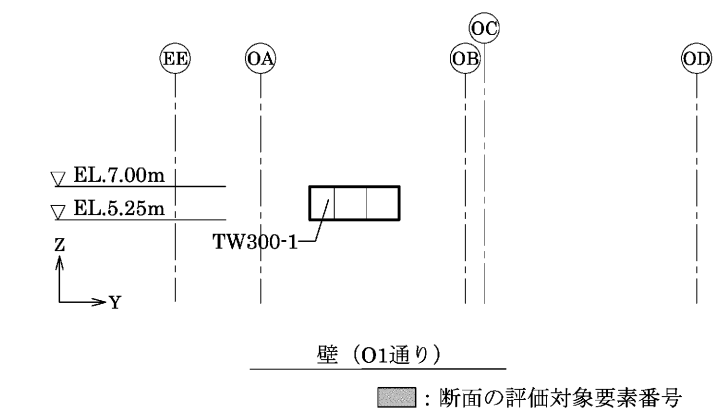 OC
EE OA OB OD
▽ EL.7.00m
▽ EL.5.25m
TW300-1
Z
Y
壁（O1通り）
：断面の評価対象要素番号